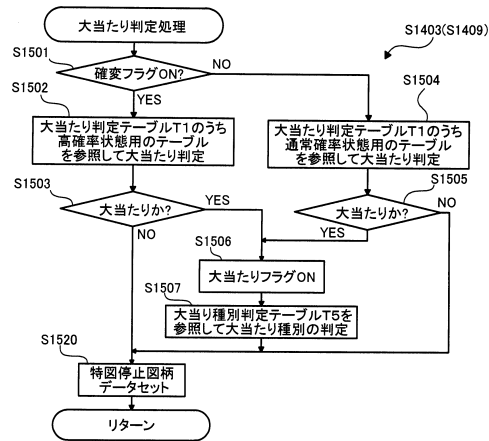 大当たり判定処理
S1403(S1409)
S1501
確変フラグON?
NO
YES
S1502
大当たり判定テーブルT1のうち
高確率状態用のテーブル
を参照して大当たり判定
S1504
大当たり判定テーブルT1のうち
通常確率状態用のテーブル
を参照して大当たり判定
S1503
大当たりか?
YES
NO
S1505
大当たりか?
NO
YES
S1506
大当たりフラグON
S1507
大当り種別判定テーブルT5を
参照して大当たり種別の判定
S1520
特図停止図柄
データセット
リターン